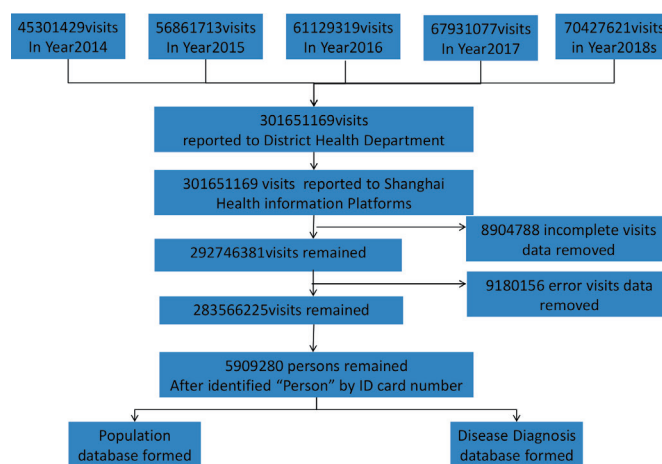 45301429visits
In Year2014
56861713visits
In Year2015
61129319visits
In Year2016
67931077visits
In Year2017
70427621visits
in Year2018s
301651169visits
reported to District Health Department
301651169 visits reported to Shanghai
Health information Platforms
8904788 incomplete visits
data removed
292746381visits remained
9180156 error visits data
removed
283566225visits remained
5909280 persons remained
After identified "Person" by ID card number
Population
database formed
Disease Diagnosis
database formed